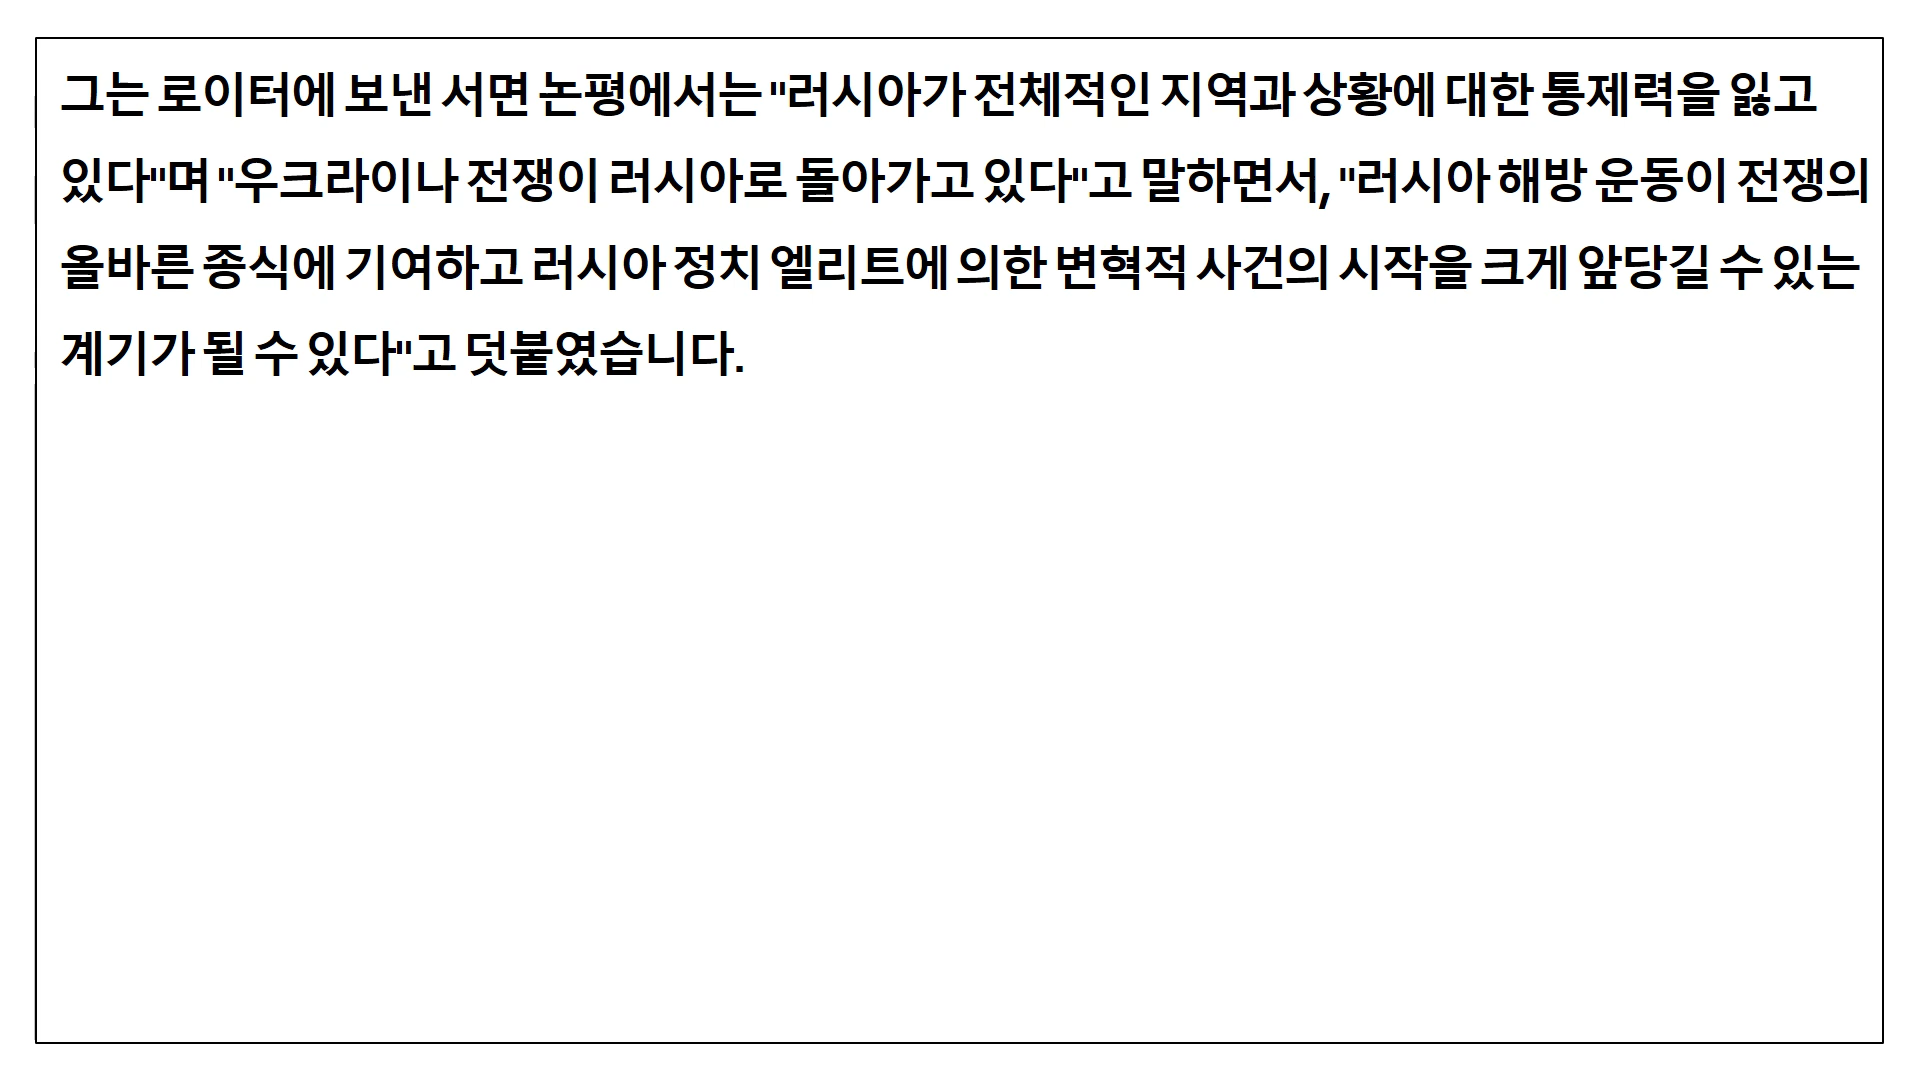 그는 로이터에 보낸 서면 논평에서는 "러시아가 전체적인 지역과 상황에 대한 통제력을 잃고
있다"며 "우크라이나 전쟁이 러시아로 돌아가고 있다"고 말하면서, "러시아 해방 운동이 전쟁의
올바른 종식에 기여하고 러시아 정치 엘리트에 의한 변혁적 사건의 시작을 크게 앞당길 수 있는
계기가 될 수 있다"고 덧붙였습니다.